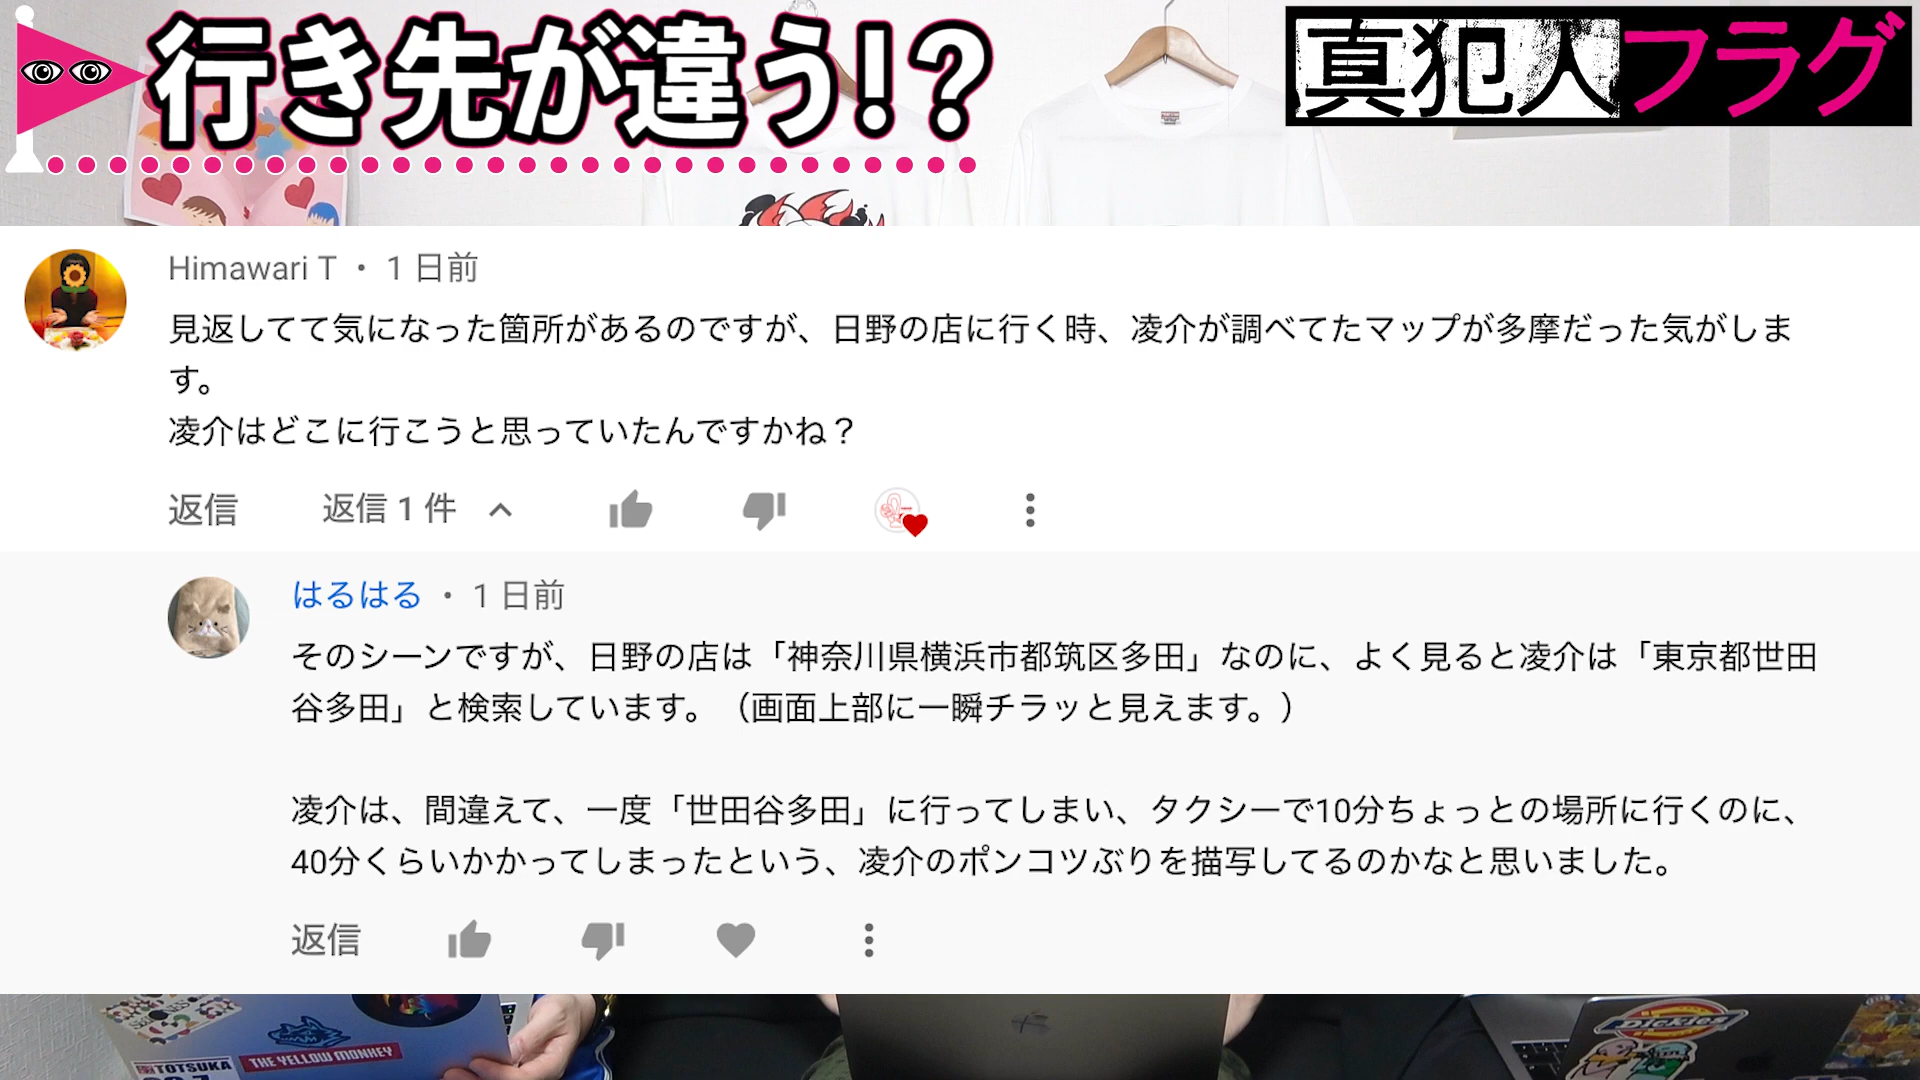 行き先が違う!?
真犯人フラグ
Himawari T ・ 1 日前
見返してて気になった箇所があるのですが、日野の店に行く時、凌介が調べてたマップが多摩だった気がしま
す。
凌介はどこに行こうと思っていたんですかね？
返信 返信 1 件
はるはる ・ 1 日前
そのシーンですが、日野の店は「神奈川県横浜市都筑区多田」なのに、よく見ると凌介は「東京都世田
谷多田」と検索しています。（画面上部に一瞬チラッと見えます。）
凌介は、間違えて、一度「世田谷多田」に行ってしまい、タクシーで10分ちょっとの場所に行くのに、
40分くらいかかってしまったという、凌介のポンコツぶりを描写してるのかなと思いました。
返信
THE YELLOW MONKEY
TOTSUKA
Dickies